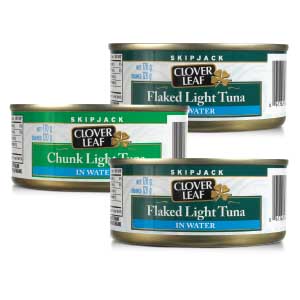 SKIPJACK
CLOVER
LEAF
Flaked Light Tuna
IN WATER
SKIPJACK
CLOVER
LEAF
Chunk Light Tuna
IN WATER
SKIPJACK
CLOVER
LEAF
Flaked Light Tuna
IN WATER